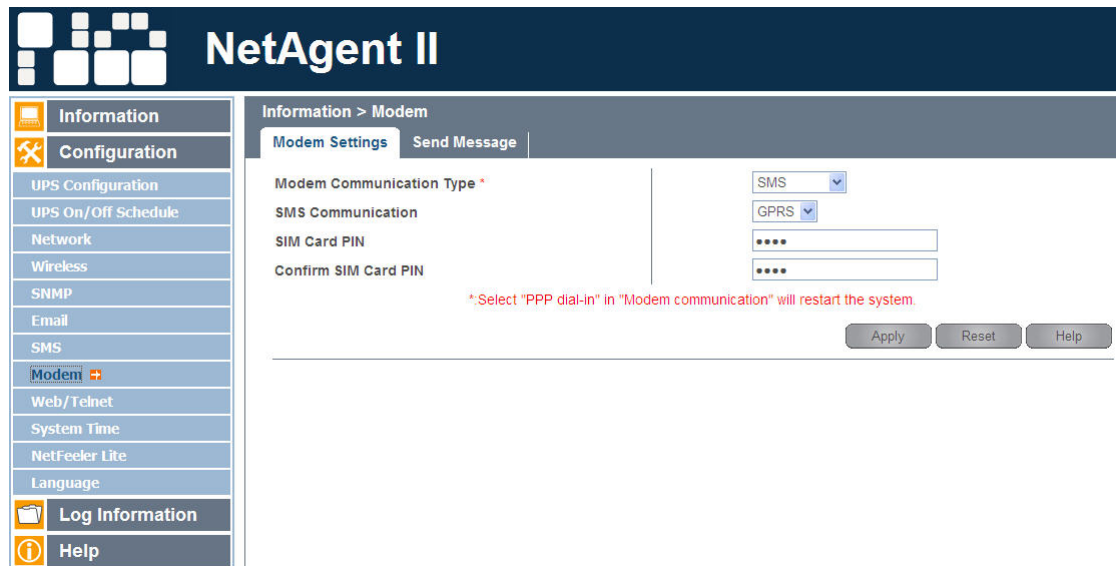 NetAgent II
Information
Configuration
UPS Configuration
UPS On/Off Schedule
Network
Wireless
SNMP
Email
SMS
Modem
Web/Telnet
System Time
NetFeeler Lite
Language
Log Information
Help
Information > Modem
Modem Settings Send Message
Modem Communication Type * SMS
SMS Communication GPRS
SIM Card PIN ••••
Confirm SIM Card PIN ••••
*:Select "PPP dial-in" in "Modem communication" will restart the system.
Apply Reset Help